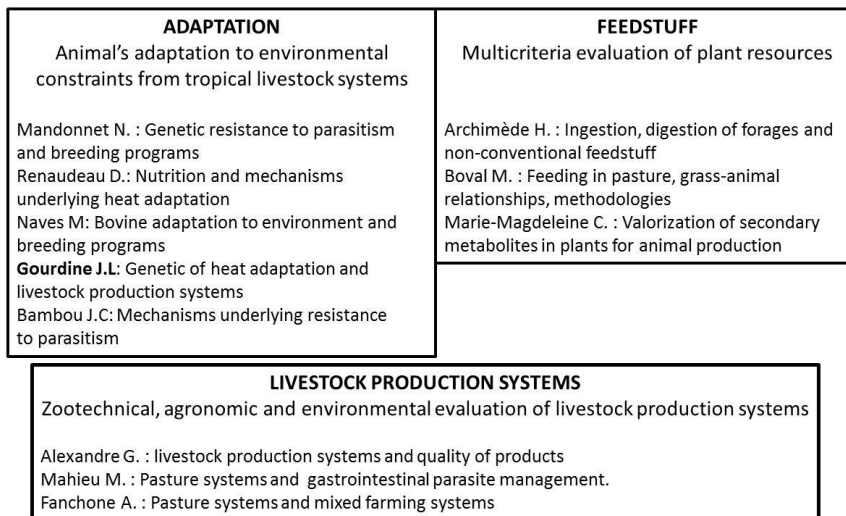 ADAPTATION
Animal's adaptation to environmental
constraints from tropical livestock systems
Mandonnet N. : Genetic resistance to parasitism
and breeding programs
Renaudeau D.: Nutrition and mechanisms
underlying heat adaptation
Naves M: Bovine adaptation to environment and
breeding programs
Gourdine J.L: Genetic of heat adaptation and
livestock production systems
Bambou J.C: Mechanisms underlying resistance
to parasitism
FEEDSTUFF
Multicriteria evaluation of plant resources
Archimède H. : Ingestion, digestion of forages and
non-conventional feedstuff
Boval M. : Feeding in pasture, grass-animal
relationships, methodologies
Marie-Magdeleine C. : Valorization of secondary
metabolites in plants for animal production
LIVESTOCK PRODUCTION SYSTEMS
Zootechnical, agronomic and environmental evaluation of livestock production systems
Alexandre G. : livestock production systems and quality of products
Mahieu M. : Pasture systems and gastrointestinal parasite management.
Fanchone A. : Pasture systems and mixed farming systems